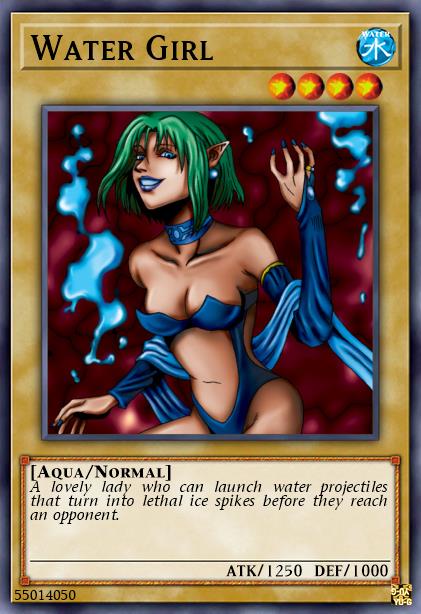 Water Girl
WATER
水
[Aqua/Normal]
A lovely lady who can launch water projectiles
that turn into lethal ice spikes before they reach
an opponent.
ATK/1250 DEF/1000
55014050